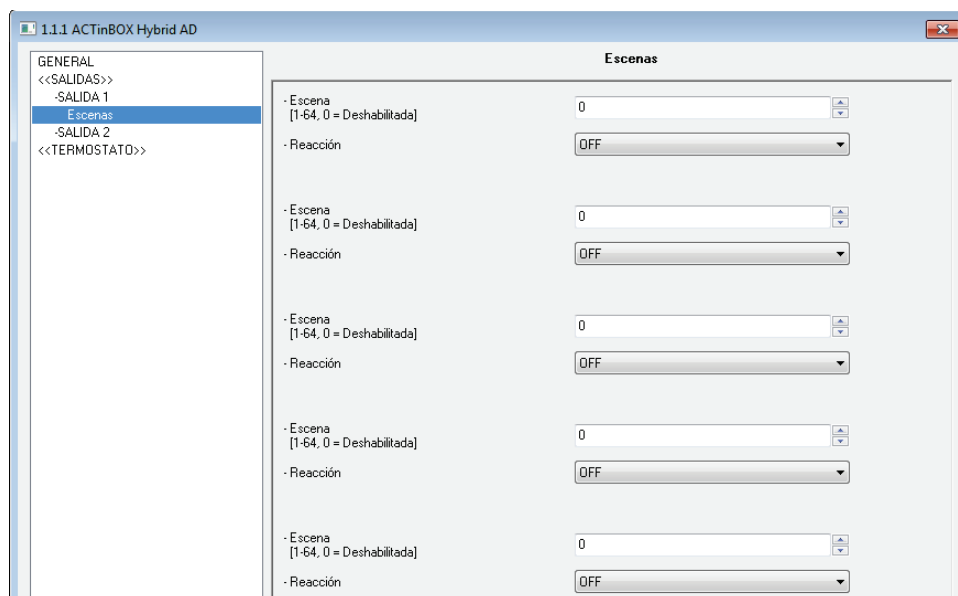 1.1.1 ACTinBOX Hybrid AD
GENERAL
<<SALIDAS>>
-SALIDA 1
Escenas
-SALIDA 2
<<TERMOSTATO>>
Escenas
- Escena
[1-64, 0 = Deshabilitada]
0
- Reacción
OFF
- Escena
[1-64, 0 = Deshabilitada]
0
- Reacción
OFF
- Escena
[1-64, 0 = Deshabilitada]
0
- Reacción
OFF
- Escena
[1-64, 0 = Deshabilitada]
0
- Reacción
OFF
- Escena
[1-64, 0 = Deshabilitada]
0
- Reacción
OFF